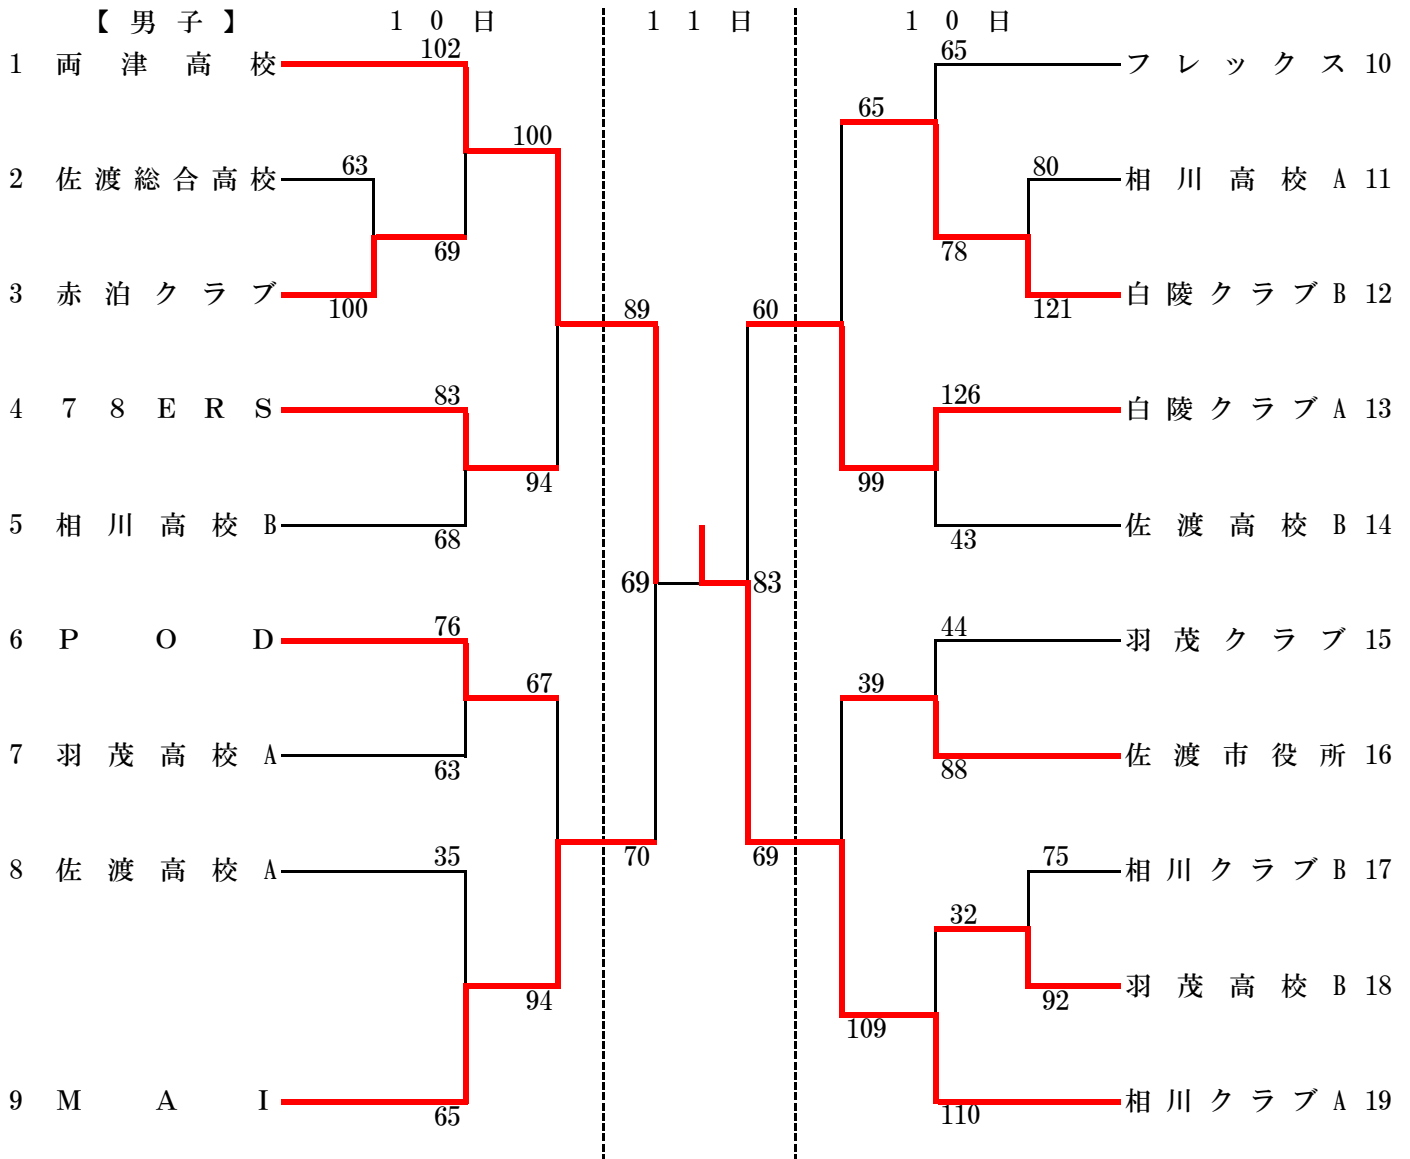 【男子】 10日 11日 10日
102 65
1 両津高校 フレックス 10
65
100
63 80
2 佐渡総合高校 相川高校A 11
69 78
3 赤泊クラブ 白陵クラブB 12
100 89 60 121
83 126
4 78ERS 白陵クラブA 13
94 99
5 相川高校B 佐渡高校B 14
68 43
69 83
76 44
6 POD 羽茂クラブ 15
67 39
7 羽茂高校A 佐渡市役所 16
63 88
35 70 69 75
8 佐渡高校A 相川クラブB 17
32
94 92
羽茂高校B 18
109
9 MAI 相川クラブA 19
65 110